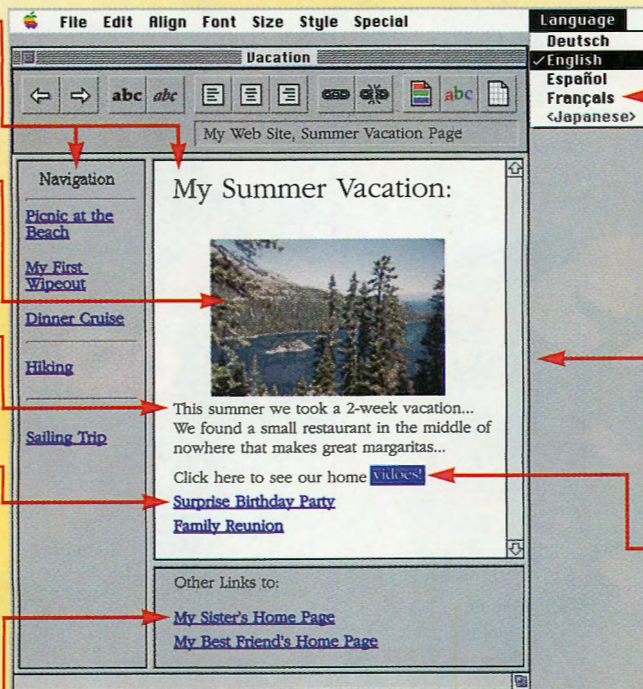 File Edit Align Font Size Style Special
Language
Deutsch
✓English
Español
Français
<Japanese>
Vacation
abc abc abc
My Web Site, Summer Vacation Page
Navigation
Picnic at the
Beach
My First
Wipeout
Dinner Cruise
Hiking
Sailing Trip
My Summer Vacation:
This summer we took a 2-week vacation...
We found a small restaurant in the middle of
nowhere that makes great margaritas...
Click here to see our home vidoes!
Surprise Birthday Party
Family Reunion
Other Links to:
My Sister's Home Page
My Best Friend's Home Page